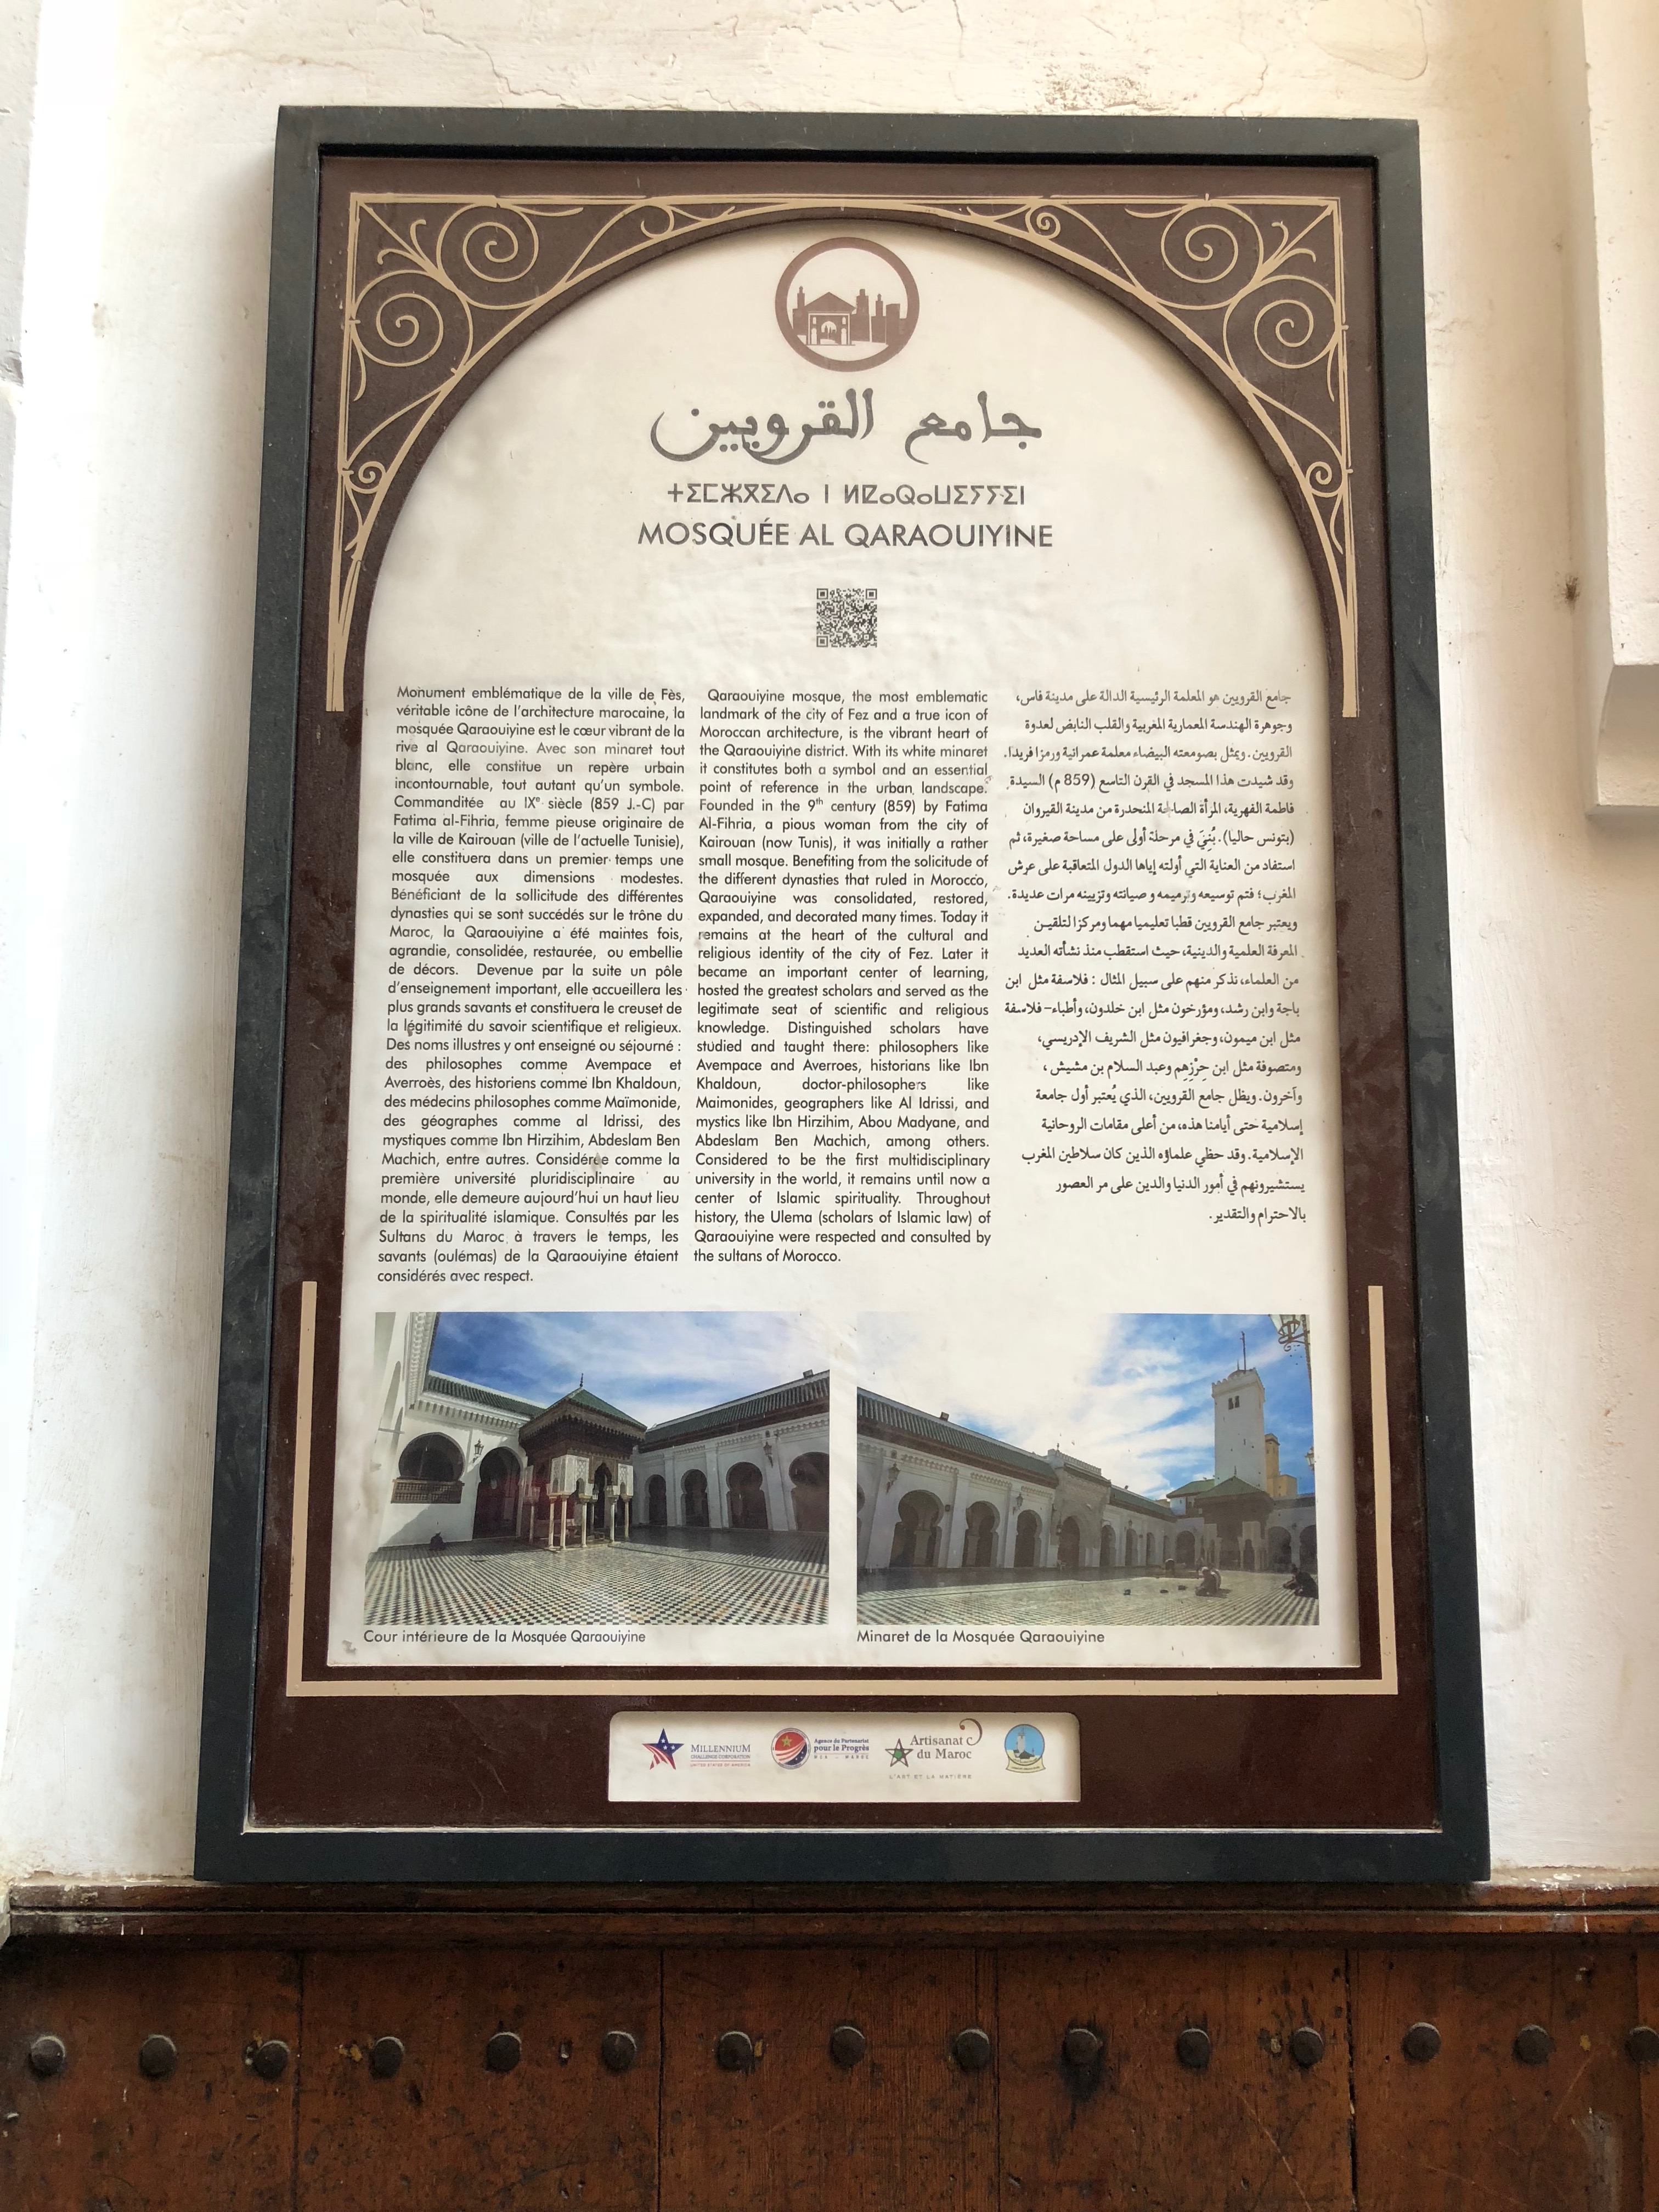 جامع القرويين
ⵜⵉⵎⵣⴳⵉⴷⴰ ⵏ ⵍⵇⴰⵕⴰⵡⵉⵢⵢⵉⵏ
MOSQUÉE AL QARAOUIYINE
Monument emblématique de la ville de Fès,
véritable icône de l'architecture marocaine, la
mosquée Qaraouiyine est le cœur vibrant de la
rive al Qaraouiyine. Avec son minaret tout
blanc, elle constitue un repère urbain
incontournable, tout autant qu'un symbole.
Commanditée au IXe siècle (859 J.-C) par
Fatima al-Fihria, femme pieuse originaire de
la ville de Kairouan (ville de l'actuelle Tunisie),
elle constituera dans un premier temps une
mosquée aux dimensions modestes.
Bénéficiant de la sollicitude des différentes
dynasties qui se sont succédés sur le trône du
Maroc, la Qaraouiyine a été maintes fois,
agrandie, consolidée, restaurée, ou embellie
de décors. Devenue par la suite un pôle
d'enseignement important, elle accueillera les
plus grands savants et constituera le creuset de
la légitimité du savoir scientifique et religieux.
Des noms illustres y ont enseigné ou séjourné :
des philosophes comme Avempace et
Averroès, des historiens comme Ibn Khaldoun,
des médecins philosophes comme Maïmonide,
des géographes comme al Idrissi, des
mystiques comme Ibn Hirzihim, Abdeslam Ben
Machich, entre autres. Considérée comme la
première université pluridisciplinaire au
monde, elle demeure aujourd'hui un haut lieu
de la spiritualité islamique. Consultés par les
Sultans du Maroc à travers le temps, les
savants (oulémas) de la Qaraouiyine étaient
considérés avec respect.
Qaraouiyine mosque, the most emblematic
landmark of the city of Fez and a true icon of
Moroccan architecture, is the vibrant heart of
the Qaraouiyine district. With its white minaret
it constitutes both a symbol and an essential
point of reference in the urban landscape.
Founded in the 9th century (859) by Fatima
Al-Fihria, a pious woman from the city of
Kairouan (now Tunis), it was initially a rather
small mosque. Benefiting from the solicitude of
the different dynasties that ruled in Morocco,
Qaraouiyine was consolidated, restored,
expanded, and decorated many times. Today it
remains at the heart of the cultural and
religious identity of the city of Fez. Later it
became an important center of learning,
hosted the greatest scholars and served as the
legitimate seat of scientific and religious
knowledge. Distinguished scholars have
studied and taught there: philosophers like
Avempace and Averroes, historians like Ibn
Khaldoun, doctor-philosophers like
Maimonides, geographers like Al Idrissi, and
mystics like Ibn Hirzihim, Abou Madyane, and
Abdeslam Ben Machich, among others.
Considered to be the first multidisciplinary
university in the world, it remains until now a
center of Islamic spirituality. Throughout
history, the Ulema (scholars of Islamic law) of
Qaraouiyine were respected and consulted by
the sultans of Morocco.
جامع القرويين هو المعلمة الرئيسية الدالة على مدينة فاس،
وجوهرة الهندسة المعمارية المغربية والقلب النابض لعدوة
القرويين. ويمثل بصومعته البيضاء معلمة عمرانية ورمزا فريدا.
وقد شيدت هذا المسجد في القرن التاسع (859 م) السيدة
فاطمة الفهرية، المرأة الصالحة المنحدرة من مدينة القيروان
(بتونس حاليا). بُنِيَ في مرحلة أولى على مساحة صغيرة، ثم
استفاد من العناية التي أولته إياها الدول المتعاقبة على عرش
المغرب؛ فتم توسيعه وترميمه و صيانته وتزيينه مرات عديدة.
ويعتبر جامع القرويين قطبا تعليميا مهما ومركزا لتلقين
المعرفة العلمية والدينية، حيث استقطب منذ نشأته العديد
من العلماء، نذكر منهم على سبيل المثال : فلاسفة مثل ابن
باجة وابن رشد، ومؤرخون مثل ابن خلدون، وأطباء- فلاسفة
مثل ابن ميمون، وجغرافيون مثل الشريف الإدريسي،
ومتصوفة مثل ابن حِرْزِهِم وعبد السلام بن مشيش ،
وآخرون. ويظل جامع القرويين، الذي يُعتبر أول جامعة
إسلامية حتى أيامنا هذه، من أعلى مقامات الروحانية
الإسلامية. وقد حظي علماؤه الذين كان سلاطين المغرب
يستشيرونهم في أمور الدنيا والدين على مر العصور
بالاحترام والتقدير.
Cour intérieure de la Mosquée Qaraouiyine
Minaret de la Mosquée Qaraouiyine
MILLENNIUM
CHALLENGE CORPORATION
UNITED STATES OF AMERICA
Agence du Partenariat
pour le Progrès
MCA - MAROC
Artisanat
du Maroc
L'ART ET LA MATIÈRE